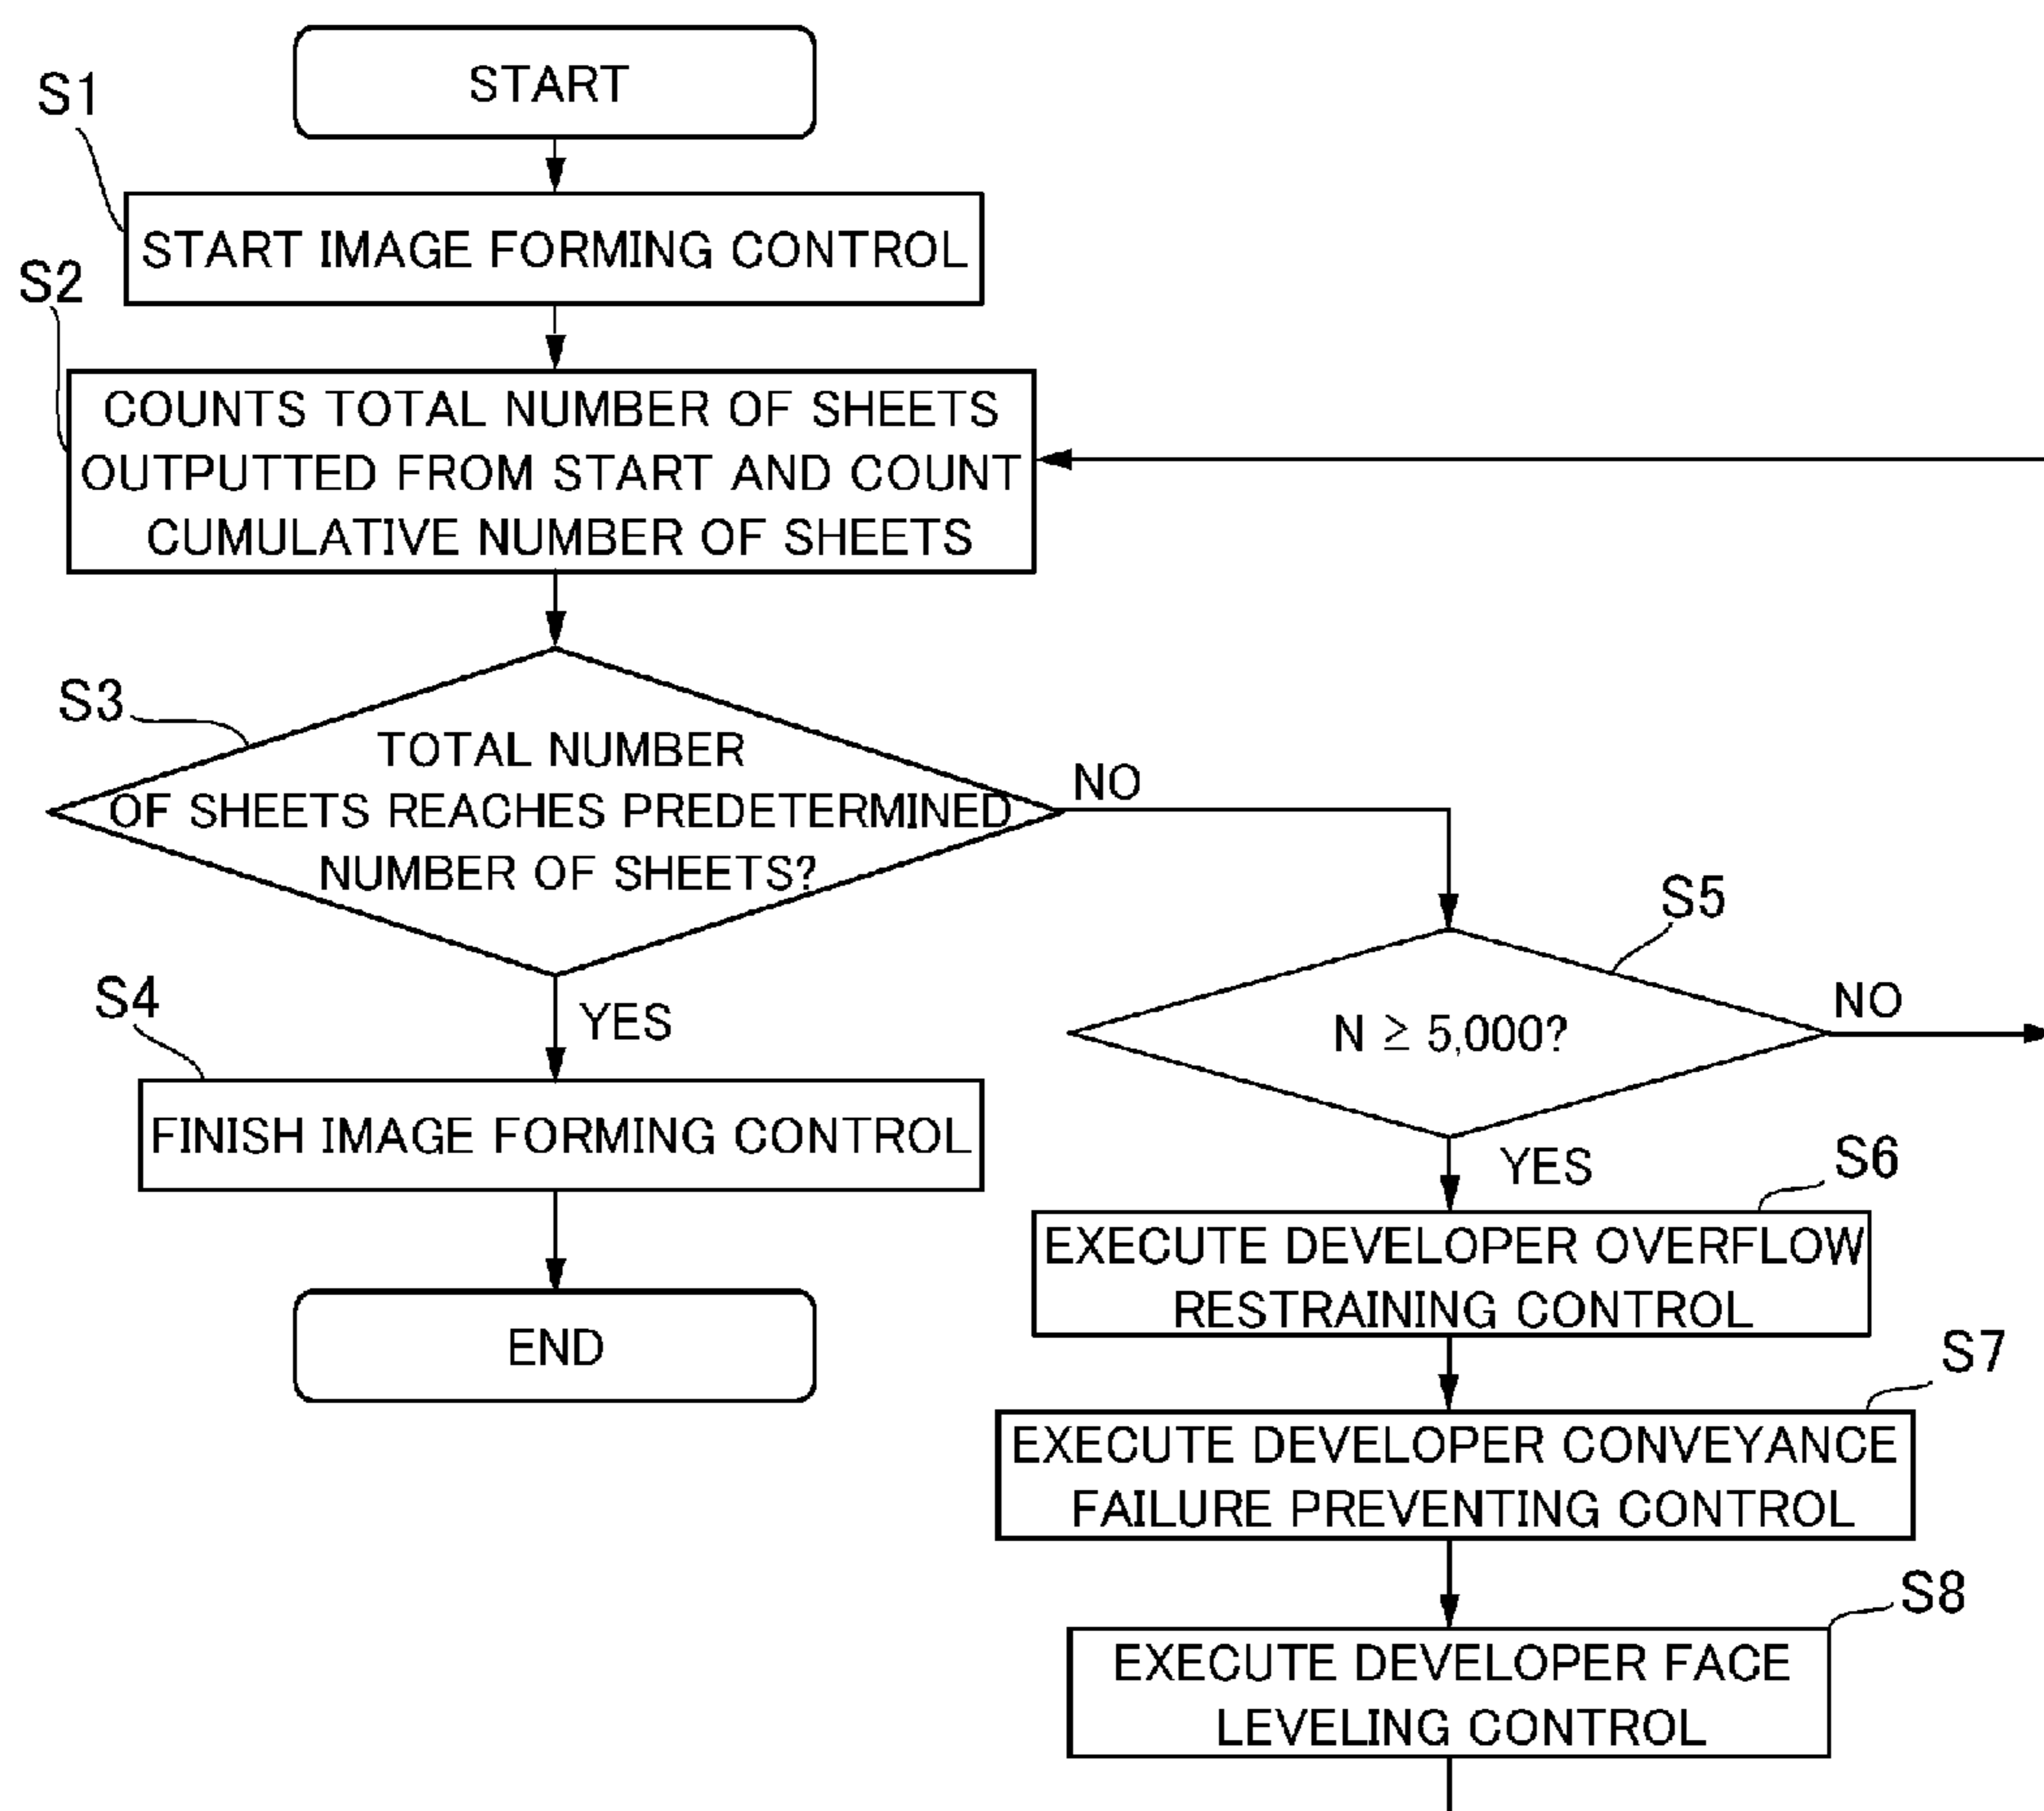 START
S1
START IMAGE FORMING CONTROL
S2
COUNTS TOTAL NUMBER OF SHEETS
OUTPUTTED FROM START AND COUNT
CUMULATIVE NUMBER OF SHEETS
S3
TOTAL NUMBER
OF SHEETS REACHES PREDETERMINED
NUMBER OF SHEETS?
NO
YES
S4
FINISH IMAGE FORMING CONTROL
END
S5
N ≧ 5,000?
NO
YES
S6
EXECUTE DEVELOPER OVERFLOW
RESTRAINING CONTROL
S7
EXECUTE DEVELOPER CONVEYANCE
FAILURE PREVENTING CONTROL
S8
EXECUTE DEVELOPER FACE
LEVELING CONTROL